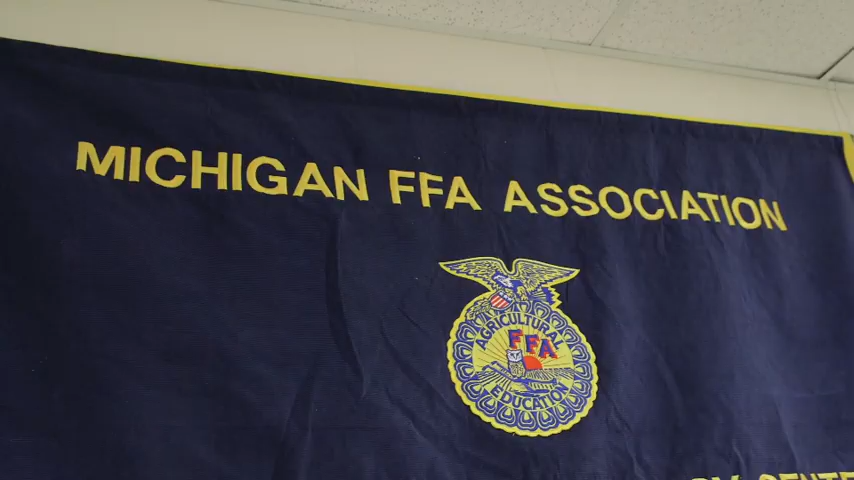 MICHIGAN FFA ASSOCIATION
AGRICULTURAL
FFA
EDUCATION